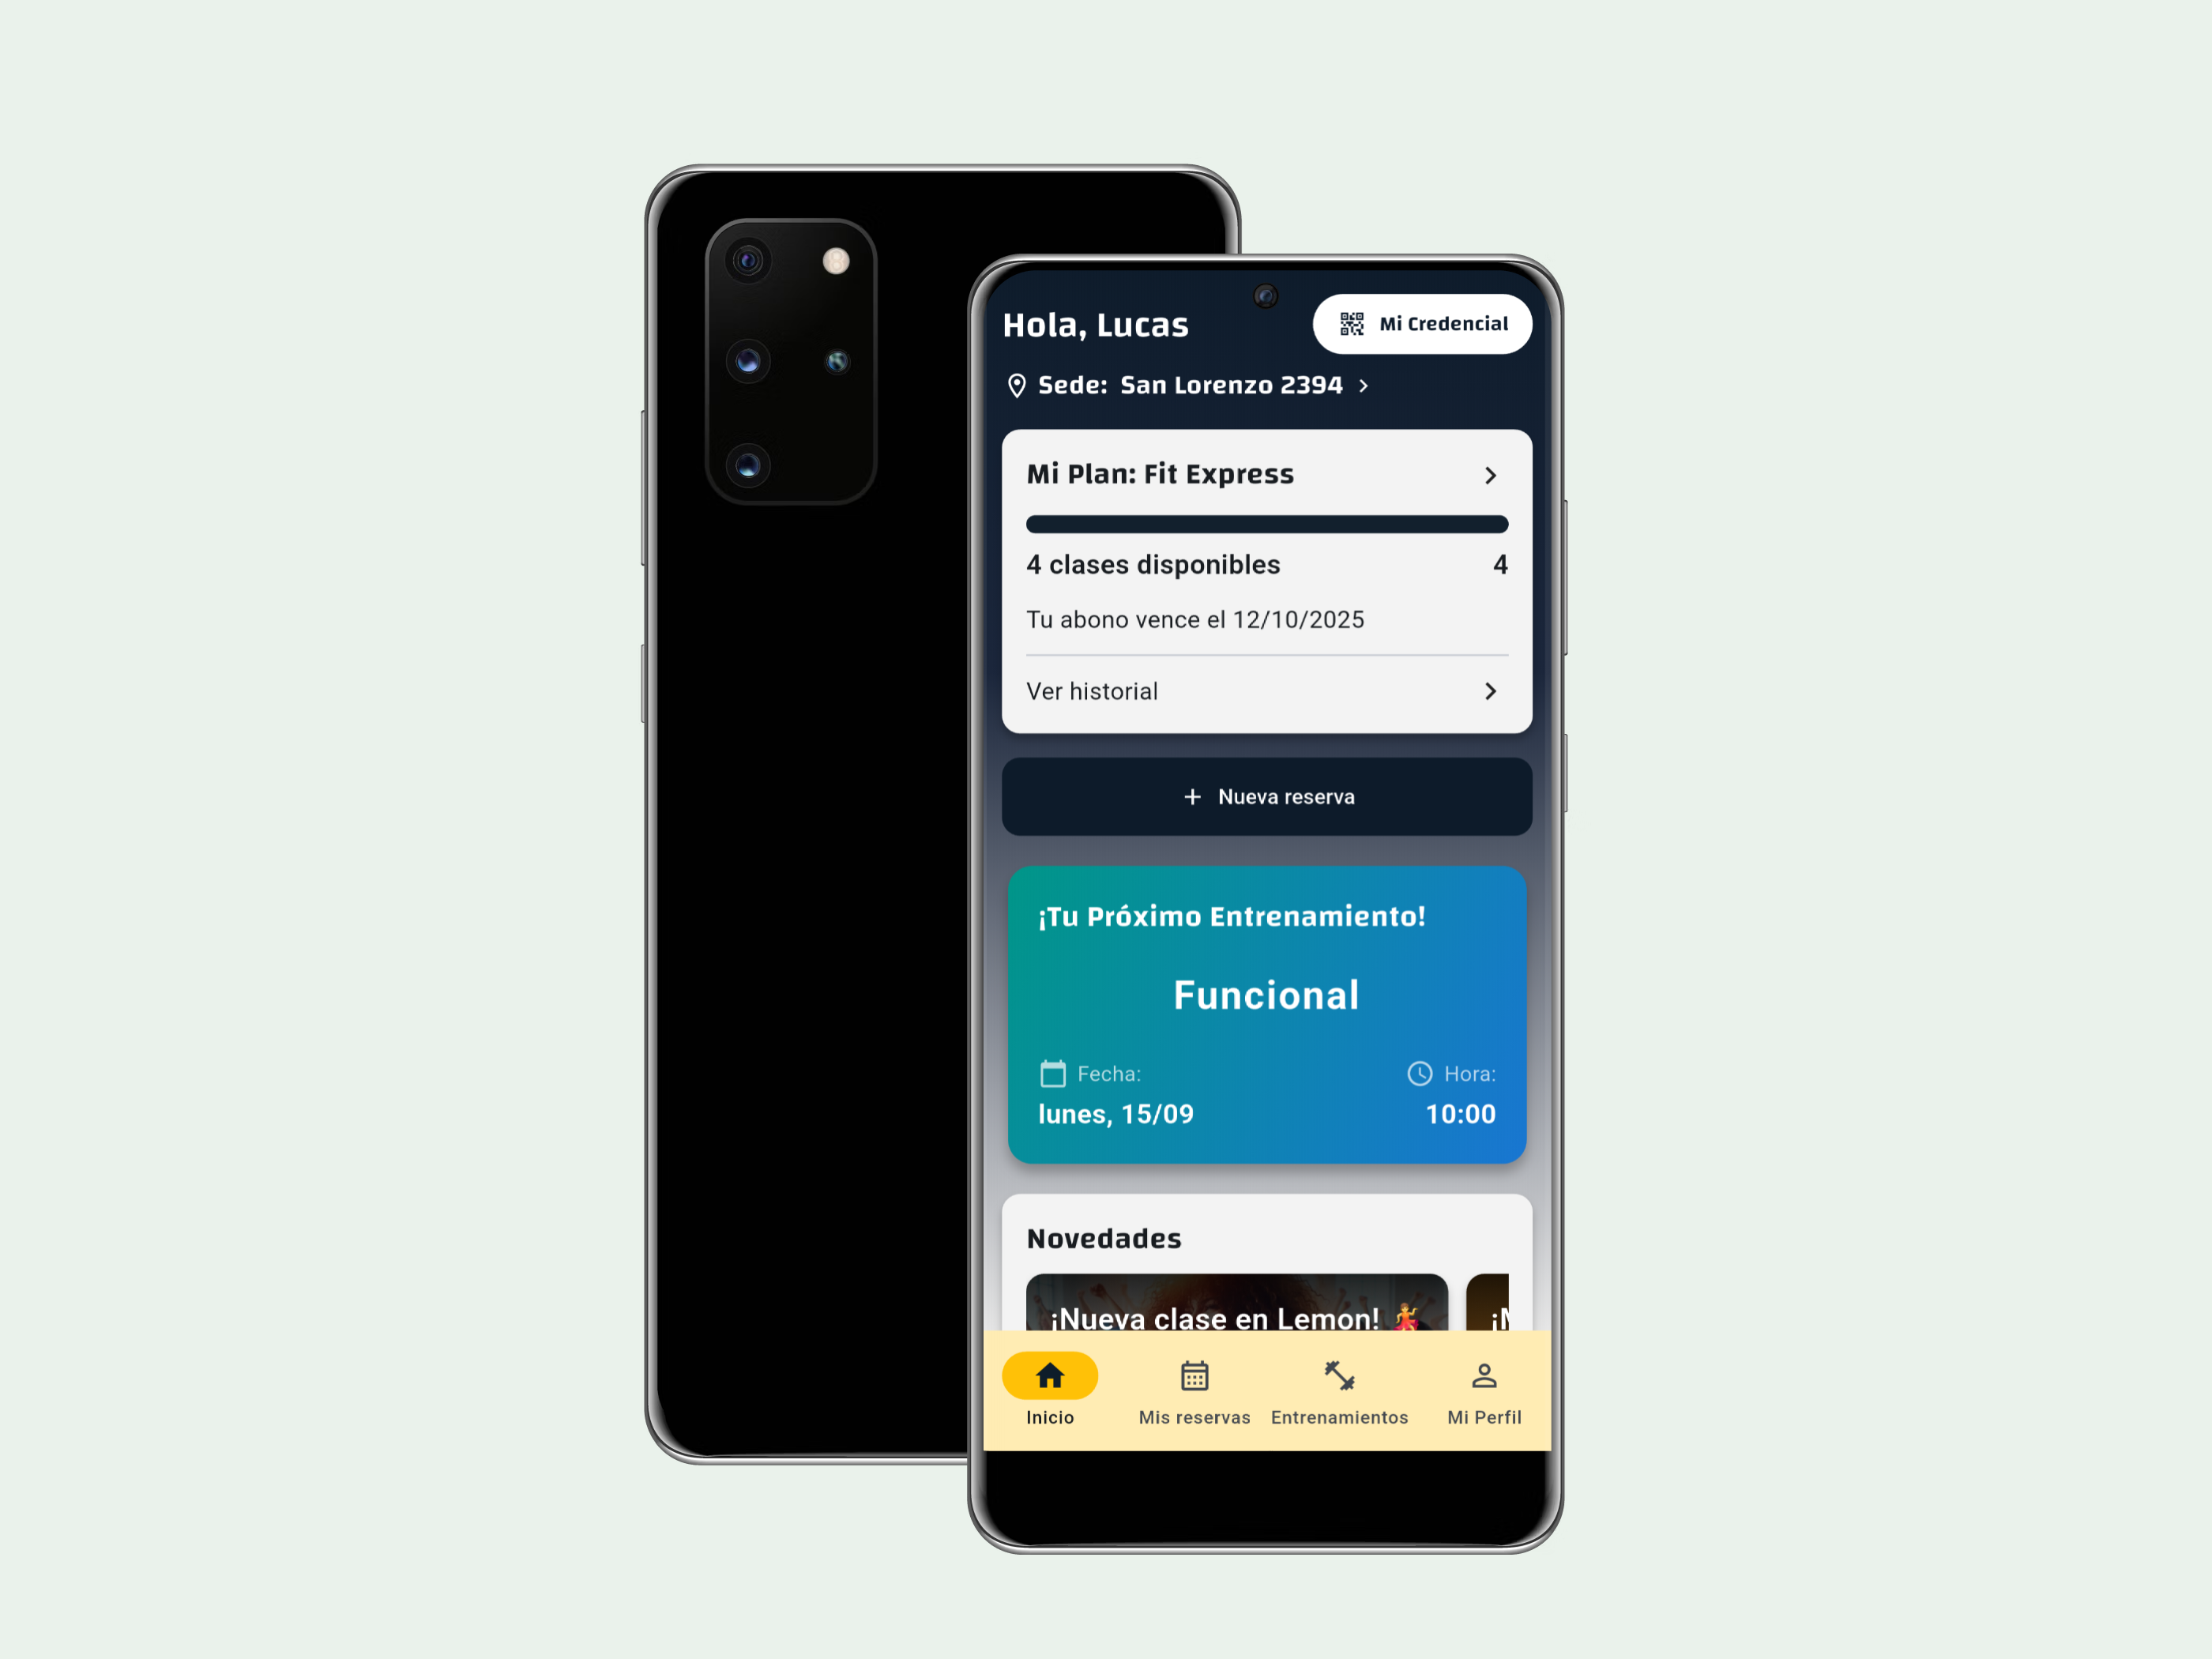 Hola, Lucas
Mi Credencial
Sede: San Lorenzo 2394
Mi Plan: Fit Express
4 clases disponibles 4
Tu abono vence el 12/10/2025
Ver historial
+ Nueva reserva
¡Tu Próximo Entrenamiento!
Funcional
Fecha: Hora:
lunes, 15/09 10:00
Novedades
¡Nueva clase en Lemon! 💃
Inicio Mis reservas Entrenamientos Mi Perfil